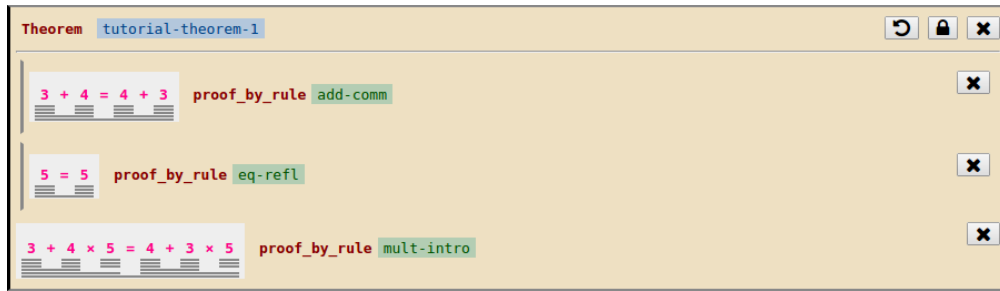 Theorem tutorial-theorem-1
3 + 4 = 4 + 3 proof_by_rule add-comm
5 = 5 proof_by_rule eq-refl
3 + 4 × 5 = 4 + 3 × 5 proof_by_rule mult-intro